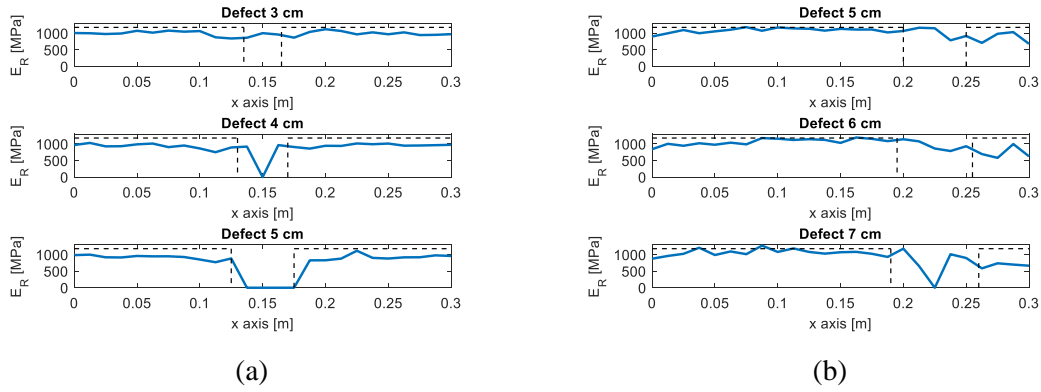 Defect 3 cm
E_R [MPa]
1000
500
0
0 0.05 0.1 0.15 0.2 0.25 0.3
x axis [m]
Defect 4 cm
E_R [MPa]
1000
500
0
0 0.05 0.1 0.15 0.2 0.25 0.3
x axis [m]
Defect 5 cm
E_R [MPa]
1000
500
0
0 0.05 0.1 0.15 0.2 0.25 0.3
x axis [m]
(a)
Defect 5 cm
E_R [MPa]
1000
500
0
0 0.05 0.1 0.15 0.2 0.25 0.3
x axis [m]
Defect 6 cm
E_R [MPa]
1000
500
0
0 0.05 0.1 0.15 0.2 0.25 0.3
x axis [m]
Defect 7 cm
E_R [MPa]
1000
500
0
0 0.05 0.1 0.15 0.2 0.25 0.3
x axis [m]
(b)